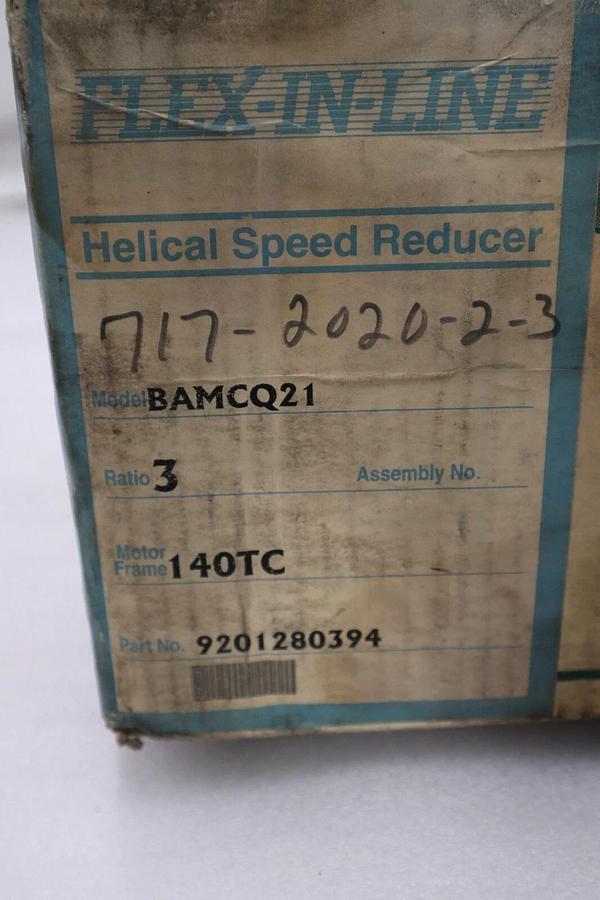 FLEX-IN-LINE
Helical Speed Reducer
717-2020-2-3
Model BAMCQ21
Ratio 3 Assembly No.
Motor Frame 140TC
Part No. 9201280394